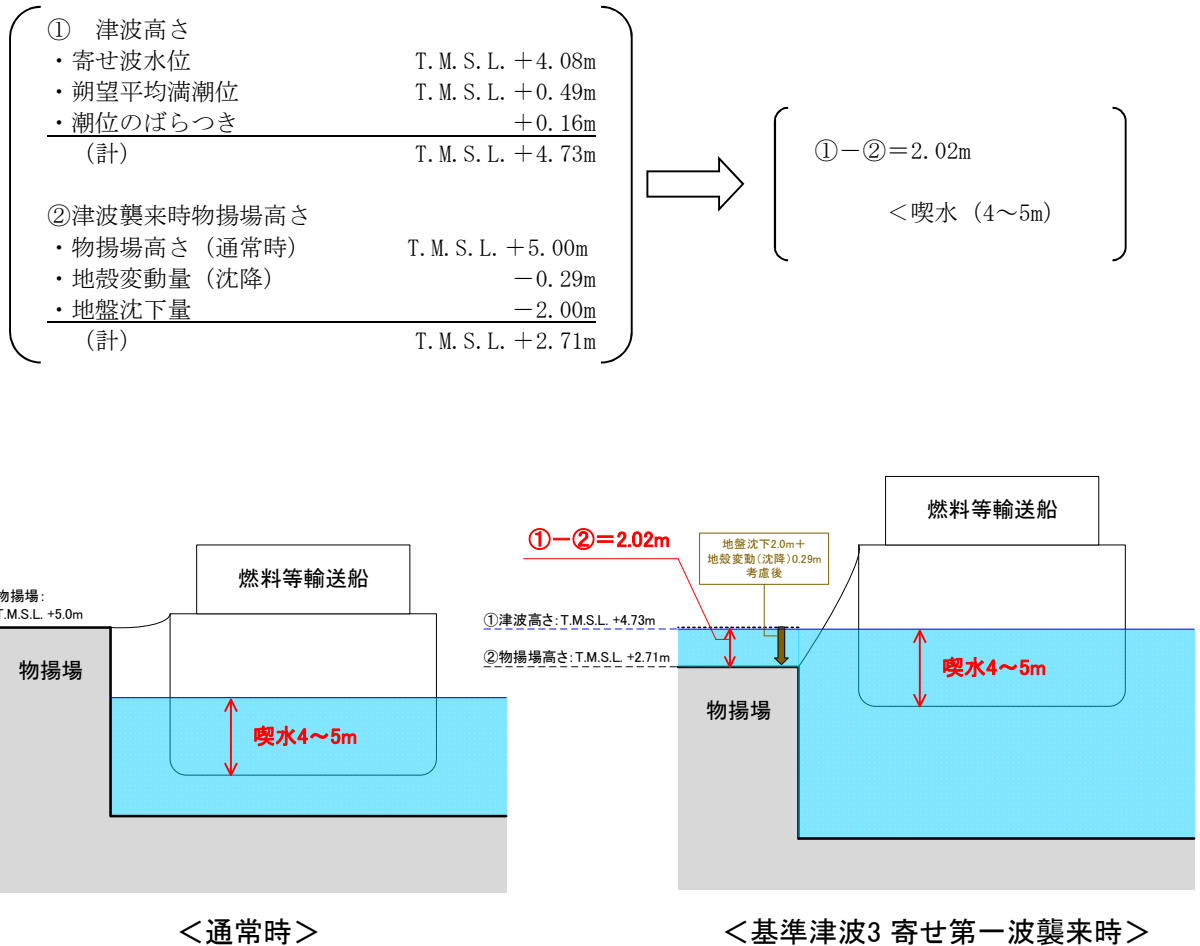 ① 津波高さ
・寄せ波水位 T.M.S.L.+4.08m
・朔望平均満潮位 T.M.S.L.+0.49m
・潮位のばらつき +0.16m
(計) T.M.S.L.+4.73m
②津波襲来時物揚場高さ
・物揚場高さ(通常時) T.M.S.L.+5.00m
・地殻変動量(沈降) -0.29m
・地盤沈下量 -2.00m
(計) T.M.S.L.+2.71m
①-②=2.02m
<喫水(4~5m)
燃料等輸送船
物揚場:
T.M.S.L. +5.0m
物揚場
喫水4~5m
<通常時>
①-②=2.02m
地盤沈下2.0m+
地殻変動(沈降)0.29m
考慮後
燃料等輸送船
①津波高さ:T.M.S.L. +4.73m
②物揚場高さ:T.M.S.L. +2.71m
喫水4~5m
物揚場
<基準津波3 寄せ第一波襲来時>